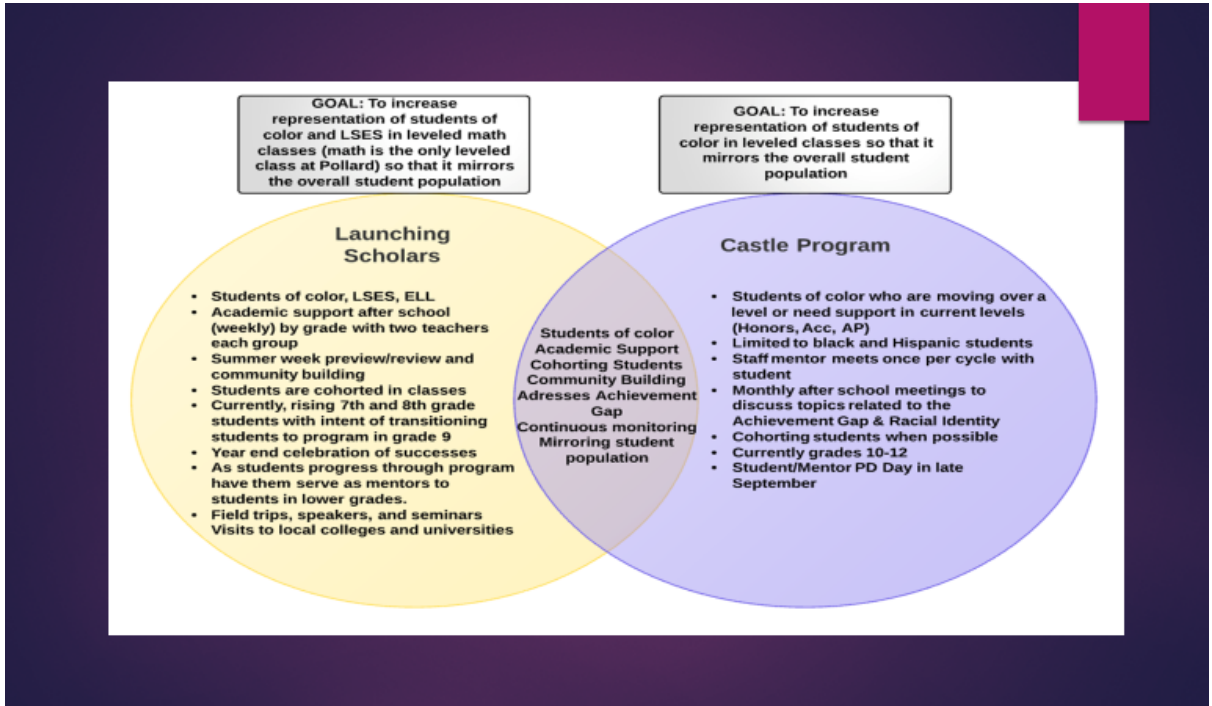 GOAL: To increase
representation of students of
color and LSES in leveled math
classes (math is the only leveled
class at Pollard) so that it mirrors
the overall student population
GOAL: To increase
representation of students of
color in leveled classes so that it
mirrors the overall student
population
Launching
Scholars
• Students of color, LSES, ELL
• Academic support after school
(weekly) by grade with two teachers
each group
• Summer week preview/review and
community building
• Students are cohorted in classes
• Currently, rising 7th and 8th grade
students with intent of transitioning
students to program in grade 9
• Year end celebration of successes
• As students progress through program
have them serve as mentors to
students in lower grades.
• Field trips, speakers, and seminars
Visits to local colleges and universities
Students of color
Academic Support
Cohorting Students
Community Building
Adresses Achievement
Gap
Continuous monitoring
Mirroring student
population
Castle Program
• Students of color who are moving over a
level or need support in current levels
(Honors, Acc, AP)
• Limited to black and Hispanic students
• Staff mentor meets once per cycle with
student
• Monthly after school meetings to
discuss topics related to the
Achievement Gap & Racial Identity
• Cohorting students when possible
• Currently grades 10-12
• Student/Mentor PD Day in late
September